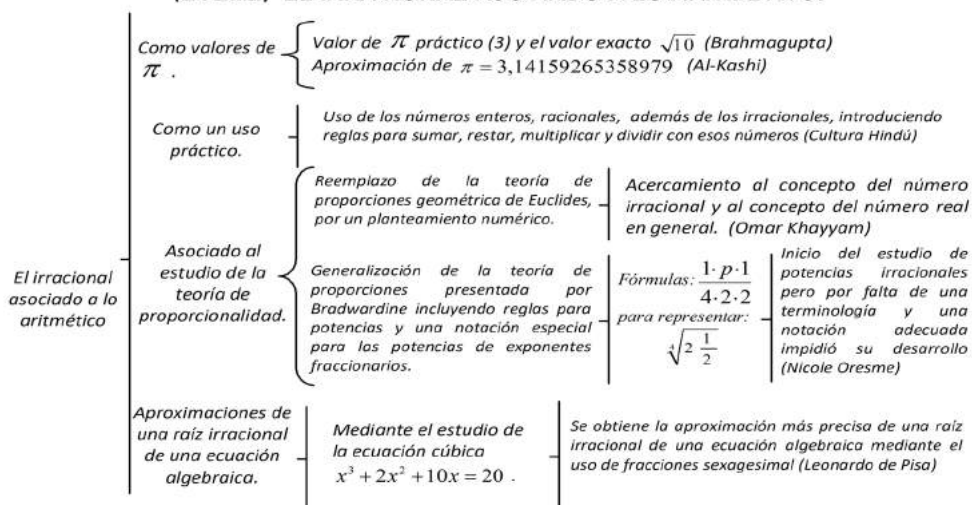 Como valores de
π .
Valor de π práctico (3) y el valor exacto √10 (Brahmagupta)
Aproximación de π = 3,14159265358979 (Al-Kashi)
Como un uso
práctico.
Uso de los números enteros, racionales, además de los irracionales, introduciendo
reglas para sumar, restar, multiplicar y dividir con esos números (Cultura Hindú)
El irracional
asociado a lo
aritmético
Asociado al
estudio de la
teoría de
proporcionalidad.
Reemplazo de la teoría de
proporciones geométrica de Euclides,
por un planteamiento numérico.
Acercamiento al concepto del número
irracional y al concepto del número real
en general. (Omar Khayyam)
Generalización de la teoría de
proporciones presentada por
Bradwardine incluyendo reglas para
potencias y una notación especial
para las potencias de exponentes
fraccionarios.
Fórmulas: 1·p·1
4·2·2
para representar:
∜2 1/2
Inicio del estudio de
potencias irracionales
pero por falta de una
terminología y una
notación adecuada
impidió su desarrollo
(Nicole Oresme)
Aproximaciones de
una raíz irracional
de una ecuación
algebraica.
Mediante el estudio de
la ecuación cúbica
x³ + 2x² + 10x = 20 .
Se obtiene la aproximación más precisa de una raíz
irracional de una ecuación algebraica mediante el
uso de fracciones sexagesimal (Leonardo de Pisa)